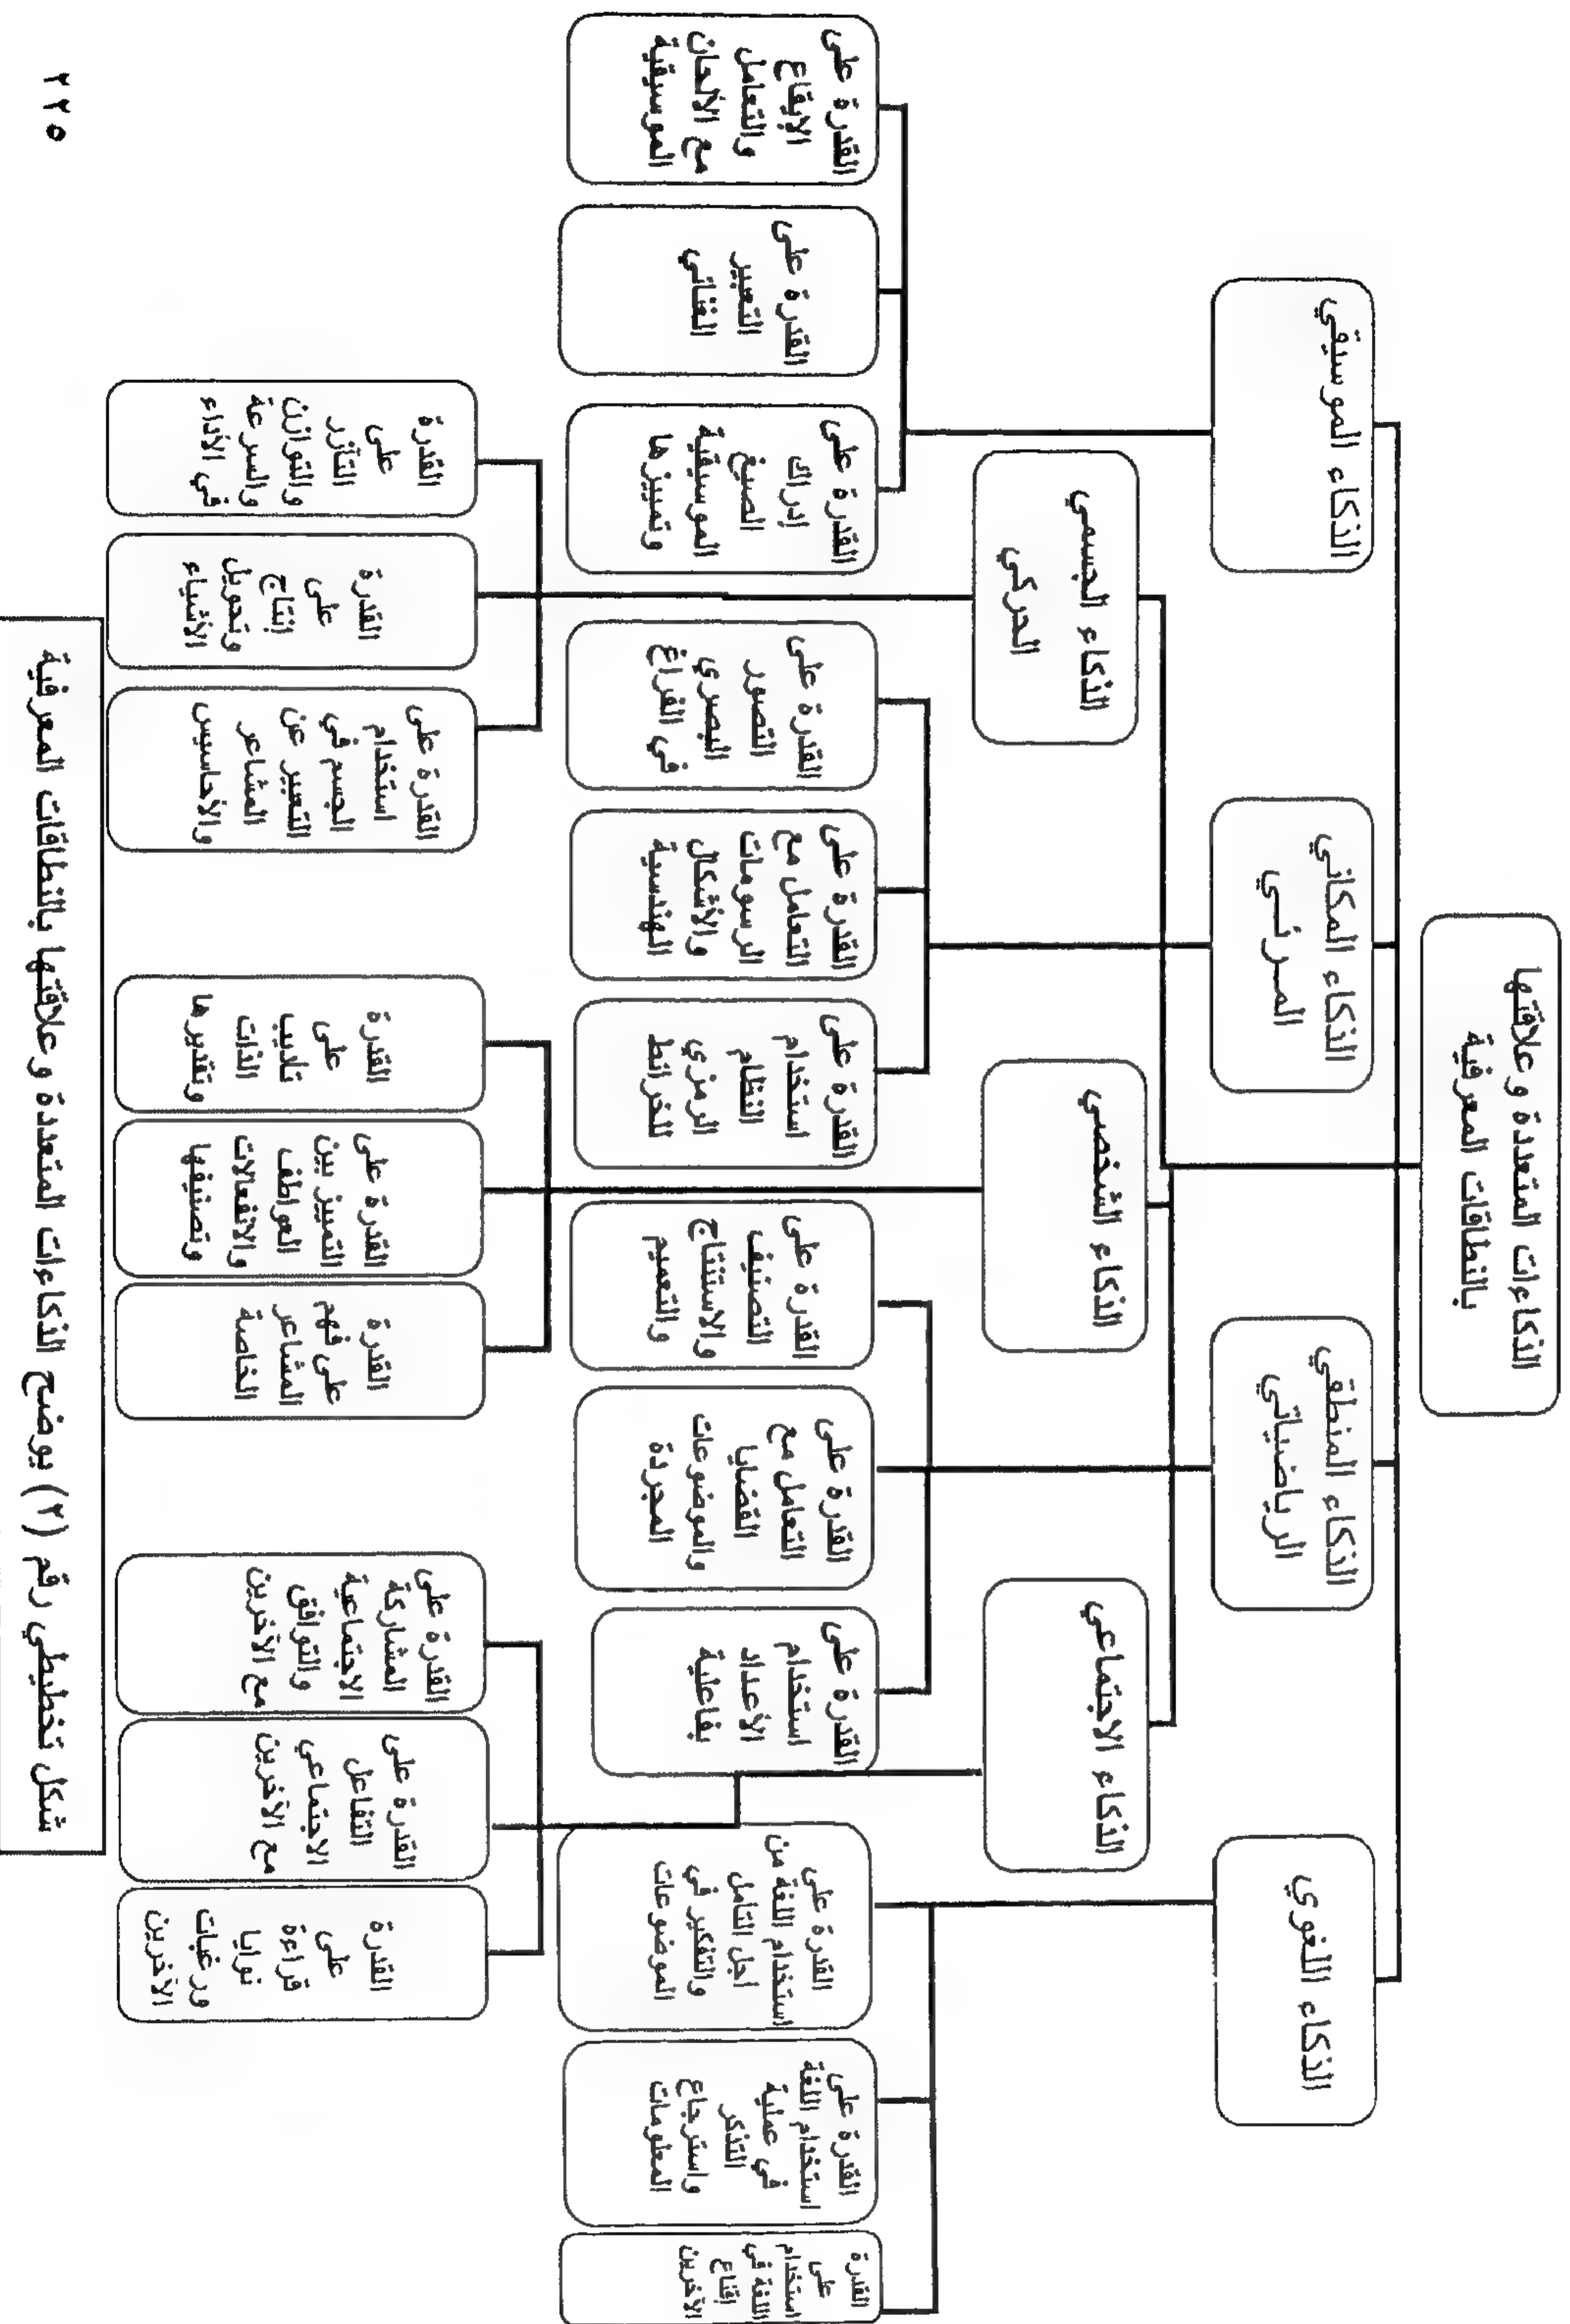 الذكاءات المتعددة وعلاقتها
بالنطاقات المعرفية
الذكاء اللغوي
الذكاء المنطقي
الرياضياتي
الذكاء المكاني
المرئي
الذكاء الموسيقي
الذكاء الاجتماعي
الذكاء الشخصي
الذكاء الجسمي
الحركي
القدرة
على
استخدام
اللغة في
إقناع
الآخرين
القدرة على
استخدام اللغة
في عملية
التذكر
واسترجاع
المعلومات
القدرة على
استخدام اللغة من
اجل التامل
والتفكير في
الموضوعات
القدرة على
استخدام
الأعداد
بفاعلية
القدرة على
التعامل مع
القضايا
والموضوعات
المجردة
القدرة على
التصنيف
والاستنتاج
والتعميم
القدرة على
استخدام
النظام
الرمزي
للخرائط
القدرة على
التعامل مع
الرسومات
والأشكال
الهندسية
القدرة على
التصور
البصري
في الفراغ
القدرة على
إدراك
الصيغ
الموسيقية
وتمييزها
القدرة على
التعبير
الغنائي
القدرة على
الإيقاع
والتعامل
مع الألحان
الموسيقية
القدرة
على
قراءة
نوايا
ورغبات
الآخرين
القدرة على
التفاعل
الاجتماعي
مع الآخرين
القدرة على
المشاركة
الاجتماعية
والتوافق
مع الآخرين
القدرة
على فهم
المشاعر
الخاصة
القدرة على
التمييز بين
العواطف
والانفعالات
وتصنيفها
القدرة
على
تأديب
الذات
وتقديرها
القدرة على
استخدام
الجسم في
التعبير عن
المشاعر
والأحاسيس
القدرة
على
إنتاج
وتحويل
الأشياء
القدرة
على
التآزر
والتوازن
والسرعة
في الأداء
شكل تخطيطي رقم (٢) يوضح الذكاءات المتعددة وعلاقتها بالنطاقات المعرفية
٢٢٥